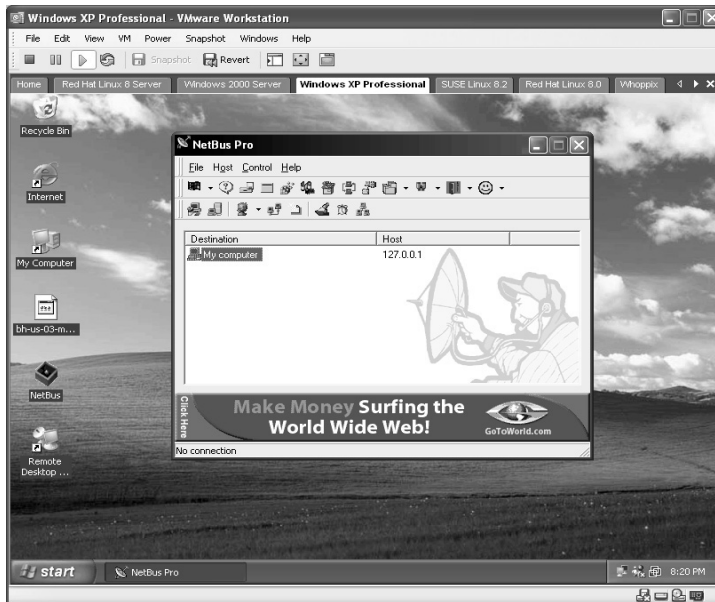 Windows XP Professional - VMware Workstation
File Edit View VM Power Snapshot Windows Help
Snapshot Revert
Home Red Hat Linux 8 Server Windows 2000 Server Windows XP Professional SUSE Linux 8.2 Red Hat Linux 8.0 Whoppix
Recycle Bin
Internet
My Computer
bh-us-03-m...
NetBus
Remote
Desktop ...
NetBus Pro
File Host Control Help
Destination Host
My computer 127.0.0.1
Click Here
Make Money Surfing the
World Wide Web!
GoToWorld.com
No connection
start NetBus Pro 8:20 PM